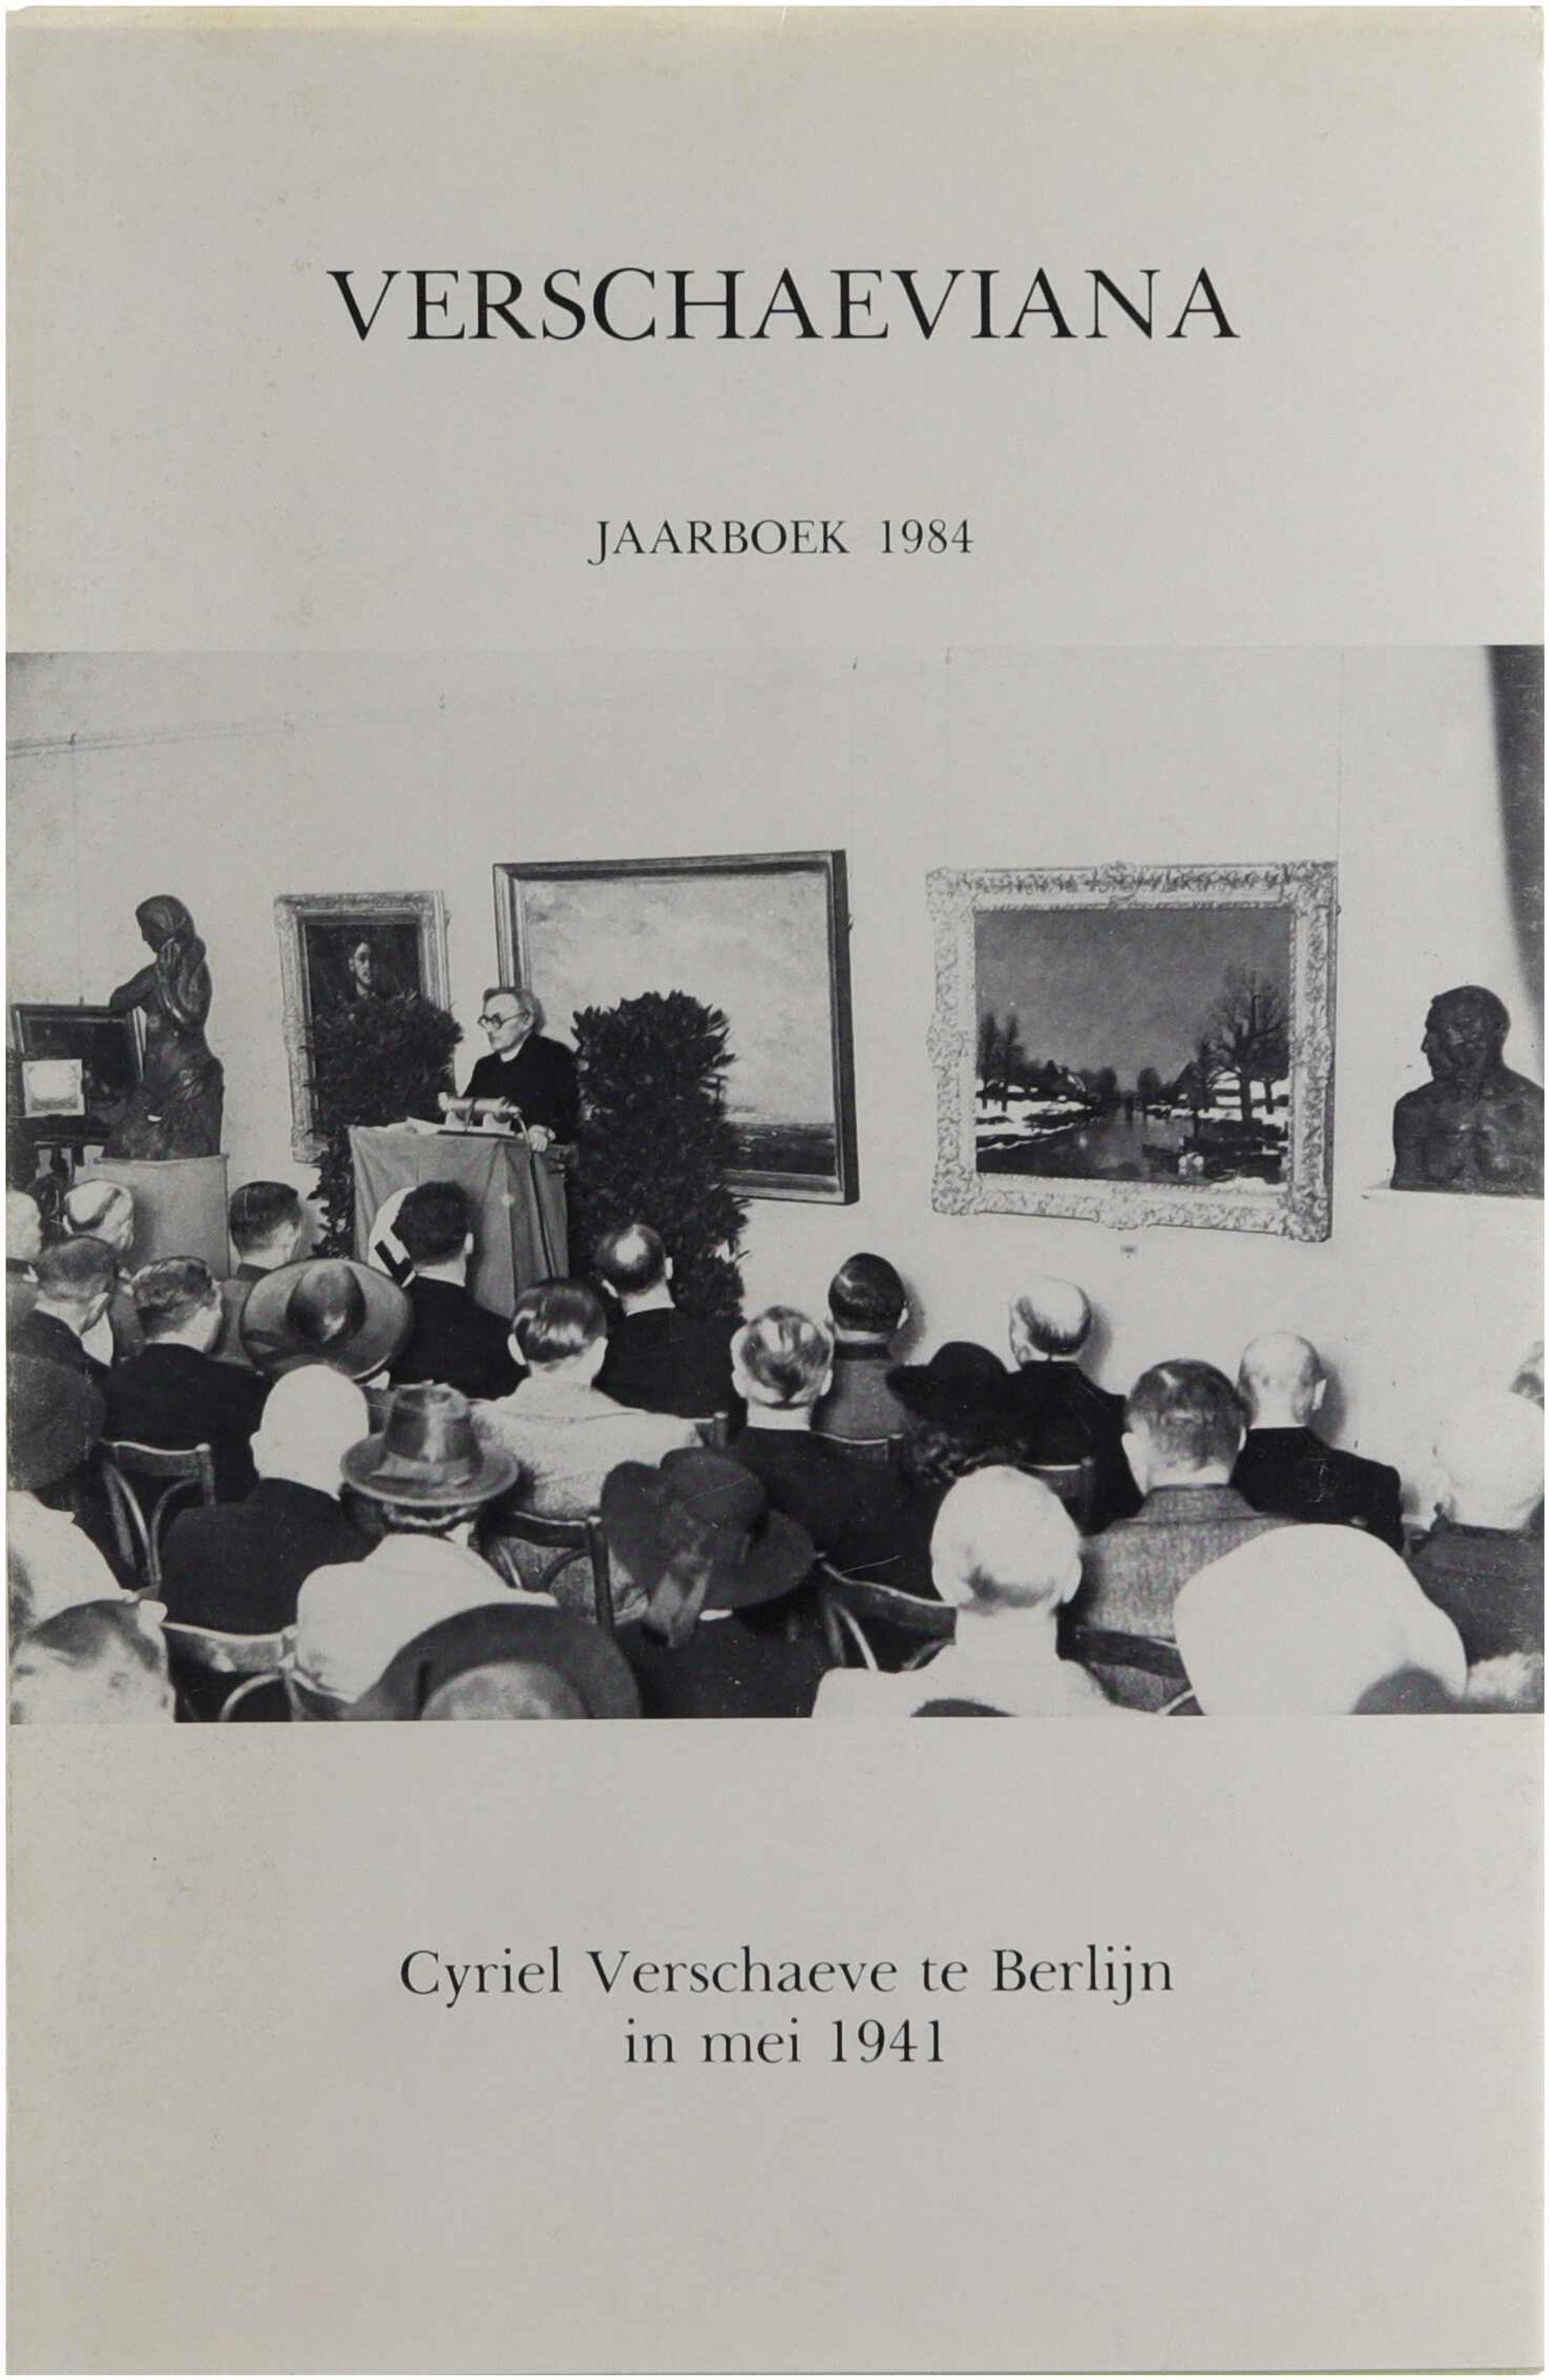 VERSCHAEVIANA
JAARBOEK 1984
Cyriel Verschaeve te Berlijn
in mei 1941